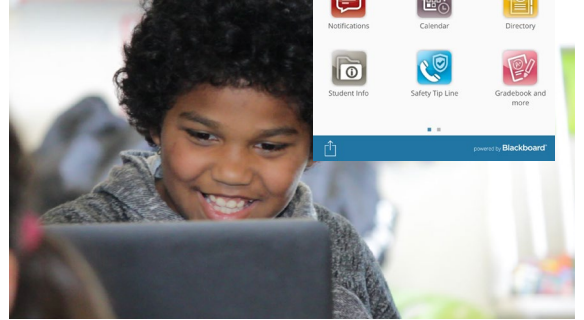 Notifications
Calendar
Directory
Student Info
Safety Tip Line
Gradebook and
more
powered by Blackboard